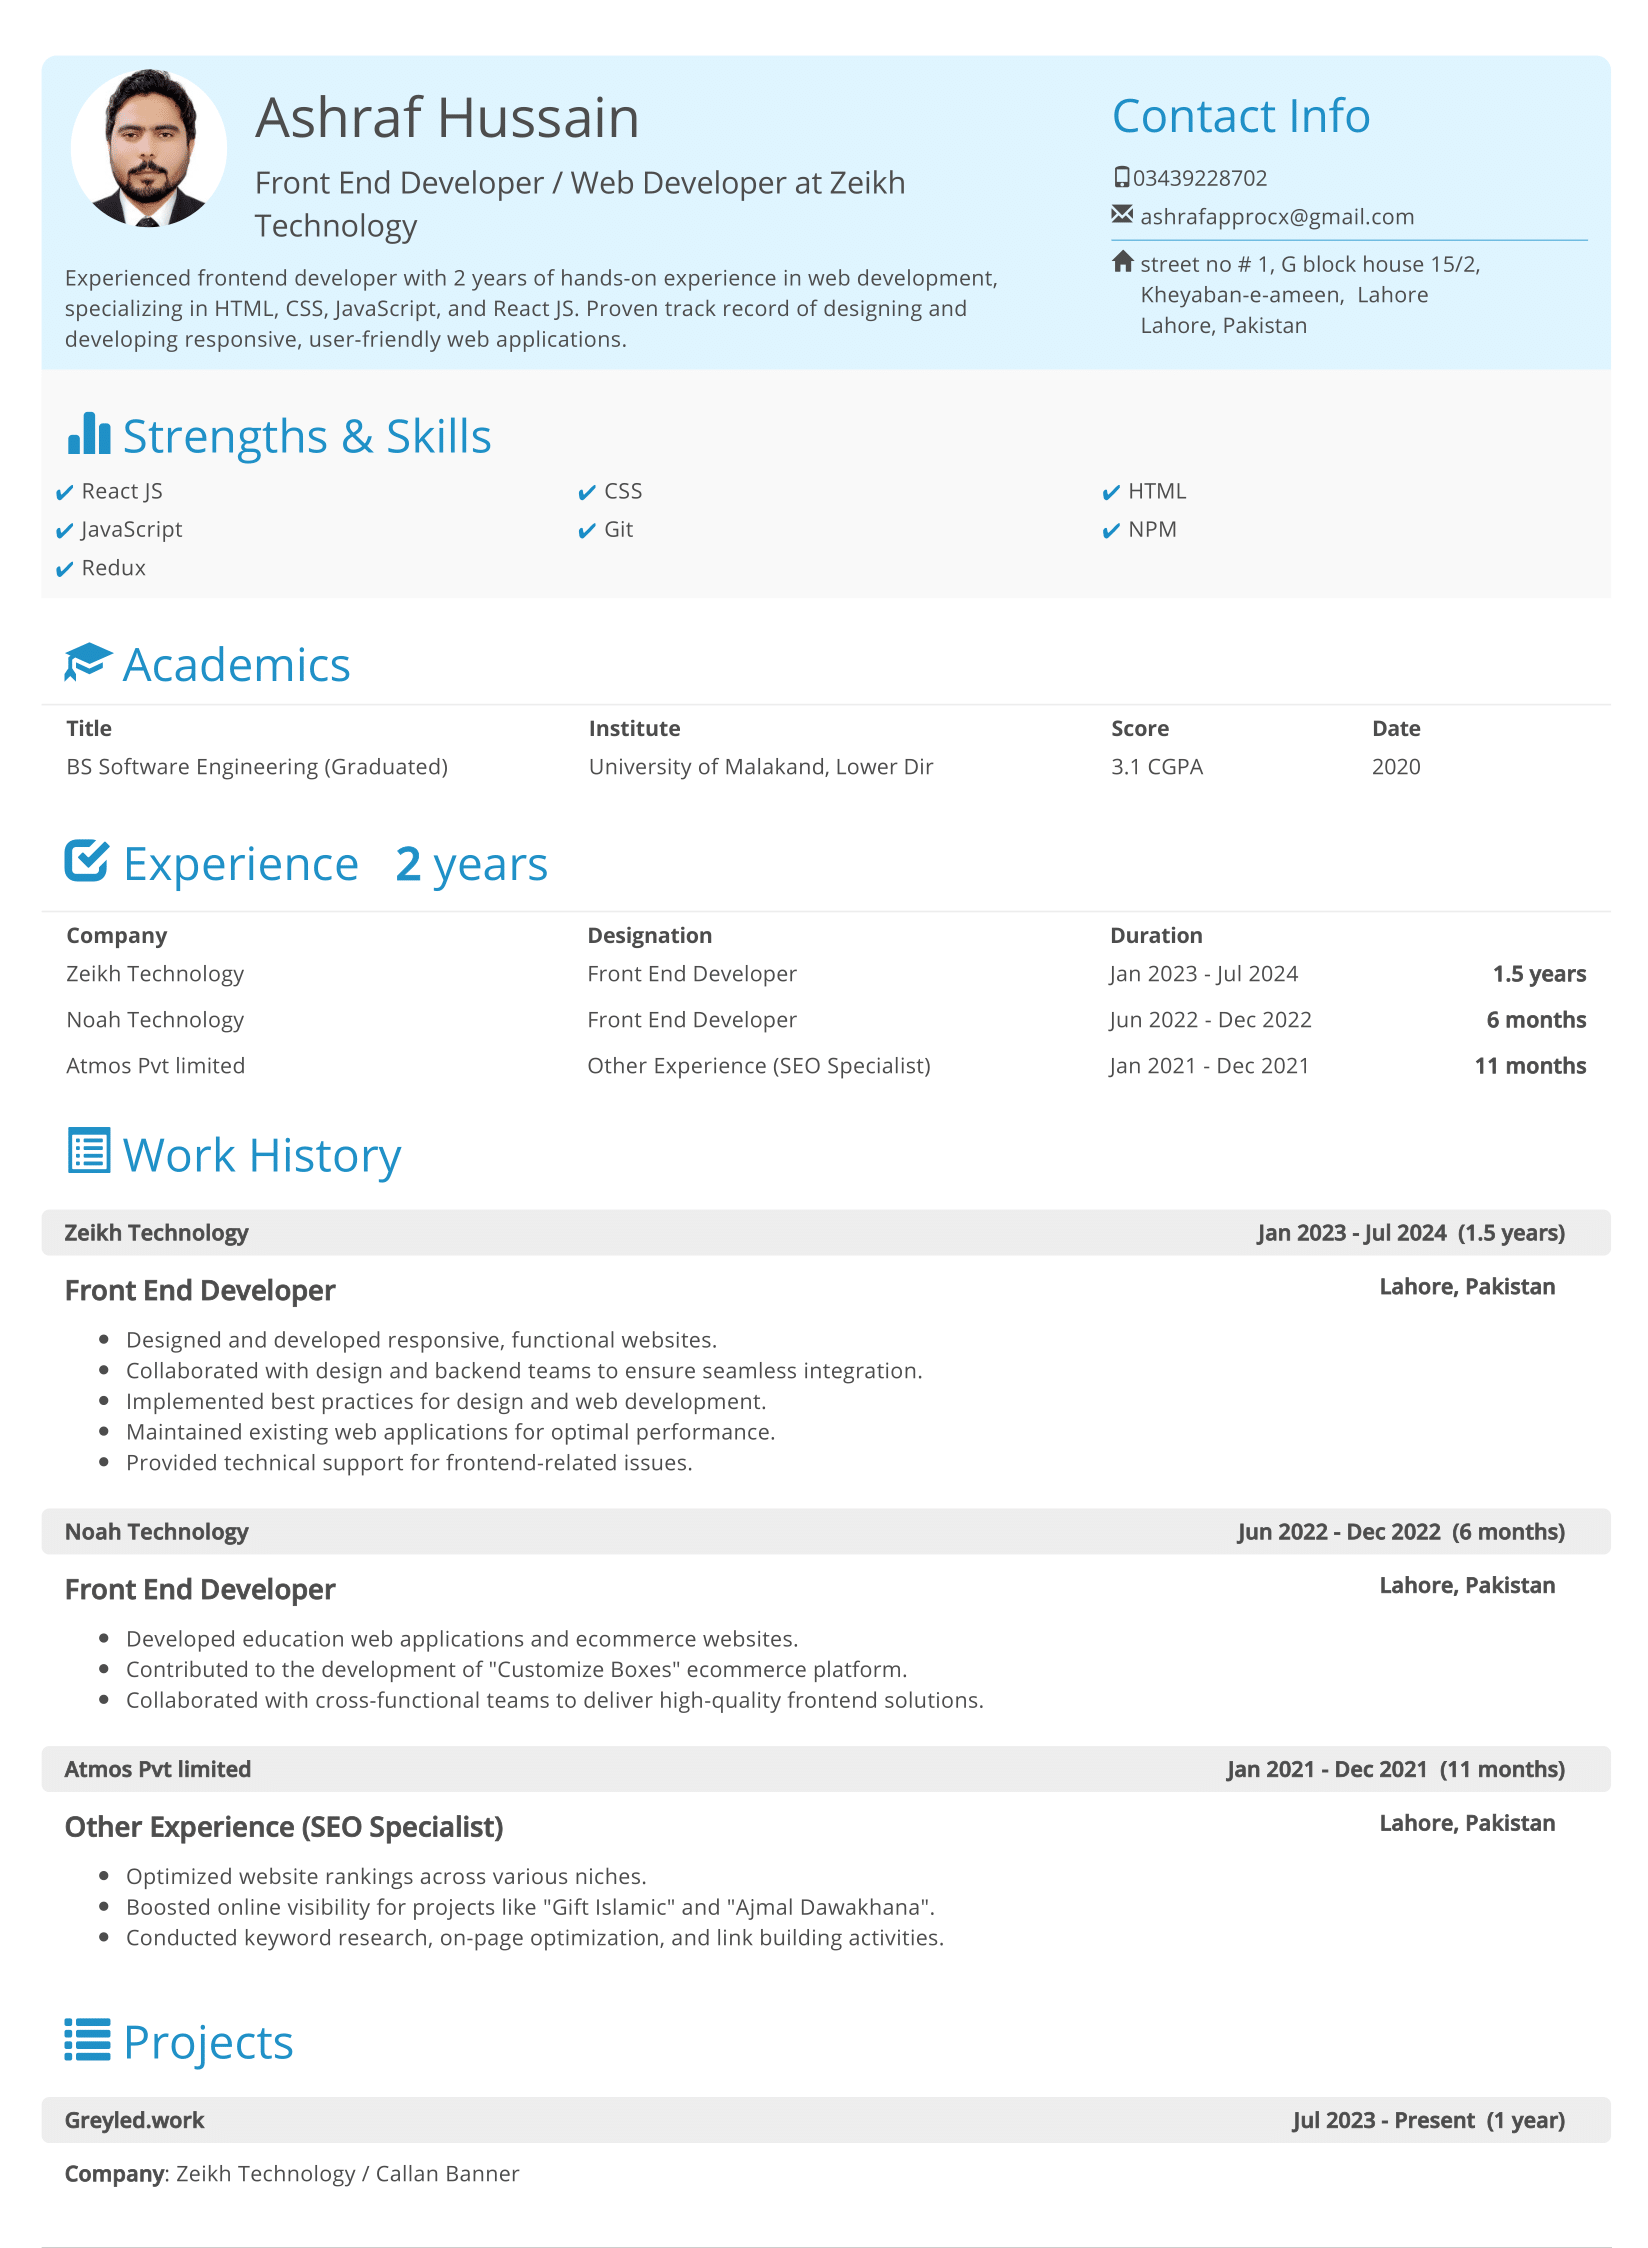 Ashraf Hussain
Front End Developer / Web Developer at Zeikh
Technology
Experienced frontend developer with 2 years of hands-on experience in web development,
specializing in HTML, CSS, JavaScript, and React JS. Proven track record of designing and
developing responsive, user-friendly web applications.
Contact Info
03439228702
ashrafapprocx@gmail.com
street no # 1, G block house 15/2,
Kheyaban-e-ameen,  Lahore
Lahore, Pakistan
Strengths & Skills
✔ React JS ✔ CSS ✔ HTML
✔ JavaScript ✔ Git ✔ NPM
✔ Redux
Academics
Title Institute Score Date
BS Software Engineering (Graduated) University of Malakand, Lower Dir 3.1 CGPA 2020
Experience 2 years
Company Designation Duration
Zeikh Technology Front End Developer Jan 2023 - Jul 2024 1.5 years
Noah Technology Front End Developer Jun 2022 - Dec 2022 6 months
Atmos Pvt limited Other Experience (SEO Specialist) Jan 2021 - Dec 2021 11 months
Work History
Zeikh Technology Jan 2023 - Jul 2024 (1.5 years)
Front End Developer Lahore, Pakistan
• Designed and developed responsive, functional websites.
• Collaborated with design and backend teams to ensure seamless integration.
• Implemented best practices for design and web development.
• Maintained existing web applications for optimal performance.
• Provided technical support for frontend-related issues.
Noah Technology Jun 2022 - Dec 2022 (6 months)
Front End Developer Lahore, Pakistan
• Developed education web applications and ecommerce websites.
• Contributed to the development of "Customize Boxes" ecommerce platform.
• Collaborated with cross-functional teams to deliver high-quality frontend solutions.
Atmos Pvt limited Jan 2021 - Dec 2021 (11 months)
Other Experience (SEO Specialist) Lahore, Pakistan
• Optimized website rankings across various niches.
• Boosted online visibility for projects like "Gift Islamic" and "Ajmal Dawakhana".
• Conducted keyword research, on-page optimization, and link building activities.
Projects
Greyled.work Jul 2023 - Present (1 year)
Company: Zeikh Technology / Callan Banner